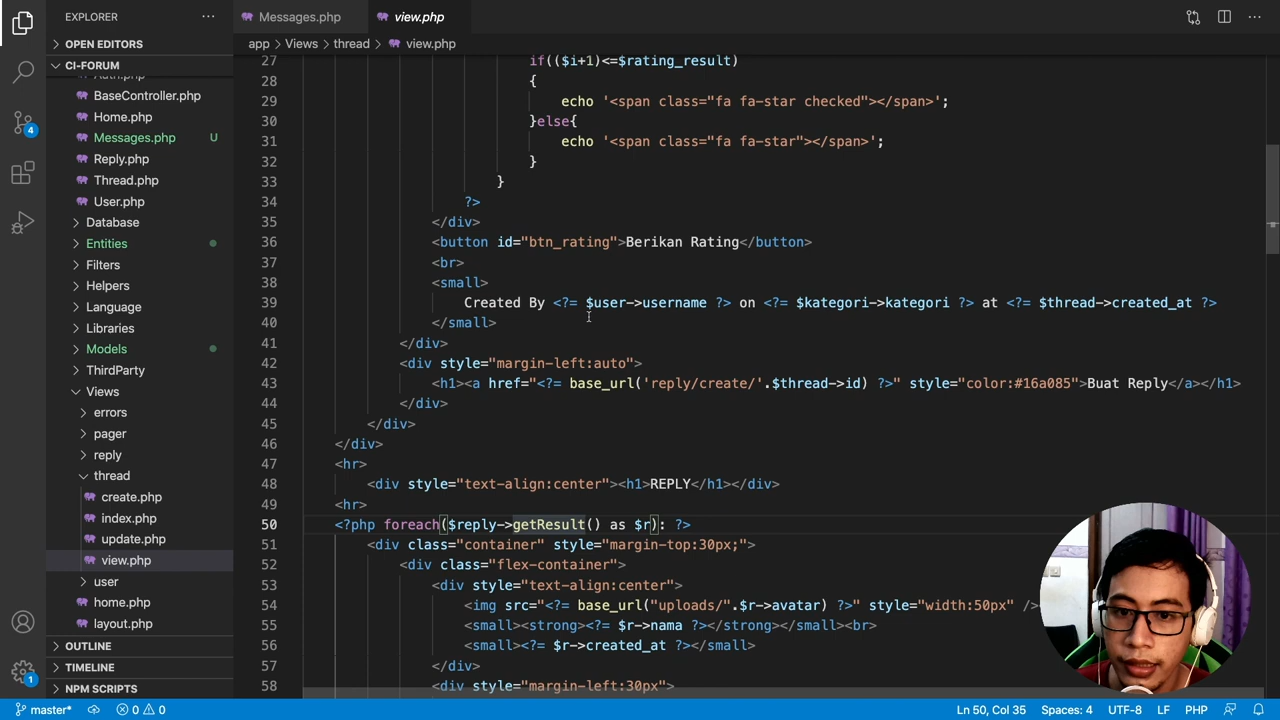 EXPLORER
Messages.php
view.php
OPEN EDITORS
app > Views > thread > view.php
CI-FORUM
BaseController.php
Home.php
Messages.php U
Reply.php
Thread.php
User.php
Database
Entities
Filters
Helpers
Language
Libraries
Models
ThirdParty
Views
errors
pager
reply
thread
create.php
index.php
update.php
view.php
user
home.php
layout.php
OUTLINE
TIMELINE
NPM SCRIPTS
4
1
27 if(($i+1)<=$rating_result)
28 {
29 echo '<span class="fa fa-star checked"></span>';
30 }else{
31 echo '<span class="fa fa-star"></span>';
32 }
33 }
34 ?>
35 </div>
36 <button id="btn_rating">Berikan Rating</button>
37 <br>
38 <small>
39 Created By <?= $user->username ?> on <?= $kategori->kategori ?> at <?= $thread->created_at ?>
40 </small>
41 </div>
42 <div style="margin-left:auto">
43 <h1><a href="<?= base_url('reply/create/'.$thread->id) ?>" style="color:#16a085">Buat Reply</a></h1>
44 </div>
45 </div>
46 </div>
47 <hr>
48 <div style="text-align:center"><h1>REPLY</h1></div>
49 <hr>
50 <?php foreach($reply->getResult() as $r): ?>
51 <div class="container" style="margin-top:30px;">
52 <div class="flex-container">
53 <div style="text-align:center">
54 <img src="<?= base_url("uploads/".$r->avatar) ?>" style="width:50px" />
55 <small><strong><?= $r->nama ?></strong></small><br>
56 <small><?= $r->created_at ?></small>
57 </div>
58 <div style="margin-left:30px">
master* 0 0 Ln 50, Col 35 Spaces: 4 UTF-8 LF PHP